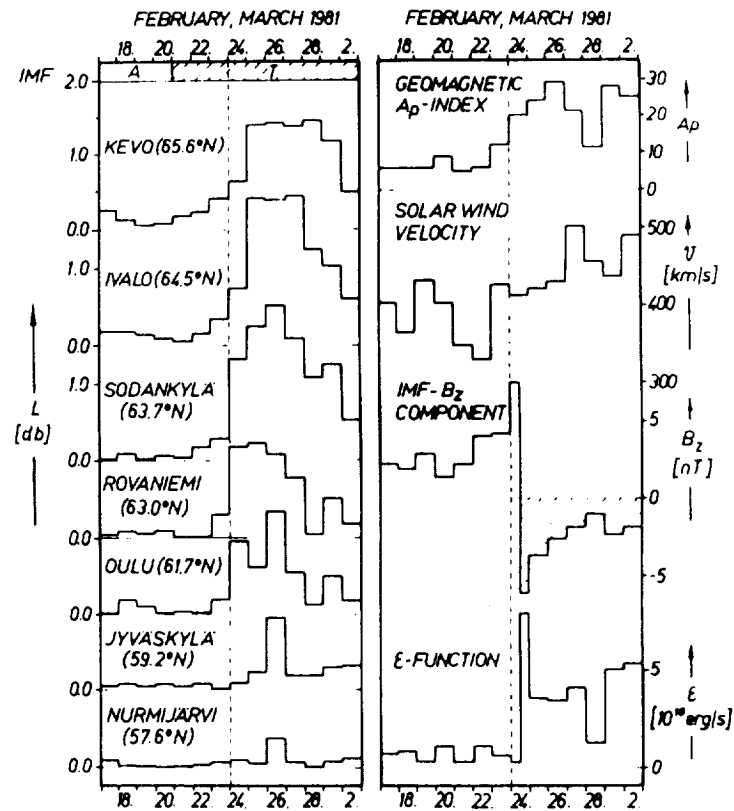 FEBRUARY, MARCH 1981
18. 20. 22. 24. 26. 28. 2.
IMF A T
2.0
KEVO (65.6°N)
1.0
0.0
IVALO (64.5°N)
1.0
0.0
SODANKYLÄ
(63.7°N)
1.0
0.0
ROVANIEMI
(63.0°N)
0.0
OULU (61.7°N)
0.0
JYVÄSKYLÄ
(59.2°N)
0.0
NURMIJÄRVI
(57.6°N)
0.0
L
[db]
18. 20. 22. 24. 26. 28. 2.
FEBRUARY, MARCH 1981
18. 20. 22. 24. 26. 28. 2.
GEOMAGNETIC
Ap-INDEX
30
20
10
0
Ap
SOLAR WIND
VELOCITY
500
400
300
υ
[km/s]
IMF-Bz
COMPONENT
5
0
-5
Bz
[nT]
ε-FUNCTION
5
0
ε
[10¹⁸ erg/s]
18. 20. 22. 24. 26. 28. 2.